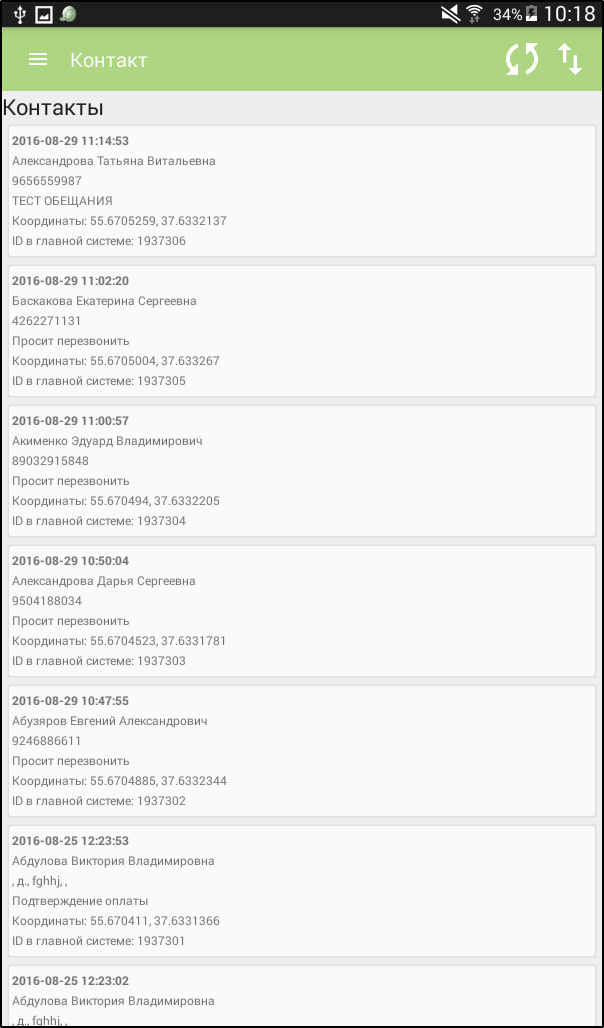 34% 10:18
Контакт
Контакты
2016-08-29 11:14:53
Александрова Татьяна Витальевна
9656559987
ТЕСТ ОБЕЩАНИЯ
Координаты: 55.6705259, 37.6332137
ID в главной системе: 1937306
2016-08-29 11:02:20
Баскакова Екатерина Сергеевна
4262271131
Просит перезвонить
Координаты: 55.6705004, 37.633267
ID в главной системе: 1937305
2016-08-29 11:00:57
Акименко Эдуард Владимирович
89032915848
Просит перезвонить
Координаты: 55.670494, 37.6332205
ID в главной системе: 1937304
2016-08-29 10:50:04
Александрова Дарья Сергеевна
9504188034
Просит перезвонить
Координаты: 55.6704523, 37.6331781
ID в главной системе: 1937303
2016-08-29 10:47:55
Абузяров Евгений Александрович
9246886611
Просит перезвонить
Координаты: 55.6704885, 37.6332344
ID в главной системе: 1937302
2016-08-25 12:23:53
Абдулова Виктория Владимировна
, д., fghhj, ,
Подтверждение оплаты
Координаты: 55.670411, 37.6331366
ID в главной системе: 1937301
2016-08-25 12:23:02
Абдулова Виктория Владимировна
, д., fghhj, ,